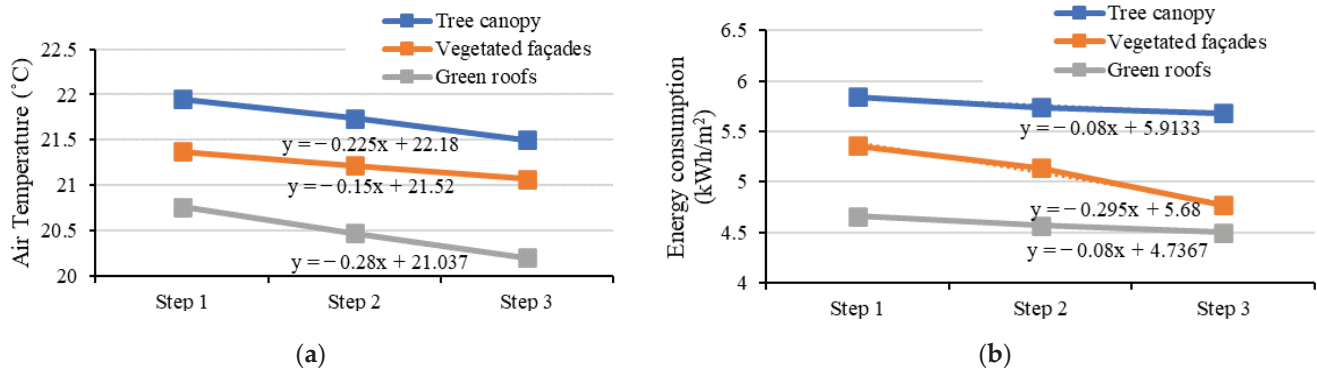 Tree canopy
Vegetated façades
Green roofs
Air Temperature (˚C)
22.5
22
21.5
21
20.5
20
y = − 0.225x + 22.18
y = − 0.15x + 21.52
y = − 0.28x + 21.037
Step 1
Step 2
Step 3
(a)
Tree canopy
Vegetated façades
Green roofs
Energy consumption
(kWh/m²)
6.5
6
5.5
5
4.5
4
y = − 0.08x + 5.9133
y = − 0.295x + 5.68
y = − 0.08x + 4.7367
Step 1
Step 2
Step 3
(b)